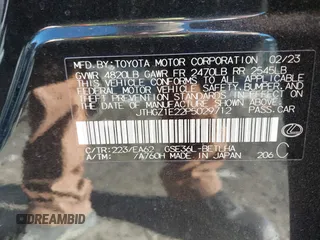 MFD.BY:TOYOTA MOTOR CORPORATION 02/23
GVWR 4820LB GAWR FR 2470LB RR 2545LB
THIS VEHICLE CONFORMS TO ALL APPLICABLE
FEDERAL MOTOR VEHICLE SAFETY, BUMPER, AND
THEFT PREVENTION STANDARDS IN EFFECT ON
THE DATE OF MANUFACTURE SHOWN ABOVE.
JTHGZ1E22P5029712 PASS.CAR
C/TR:223/EA62 GSE36L-BETLHA
A/TM: /A60H MADE IN JAPAN 206 C
DREAMBID